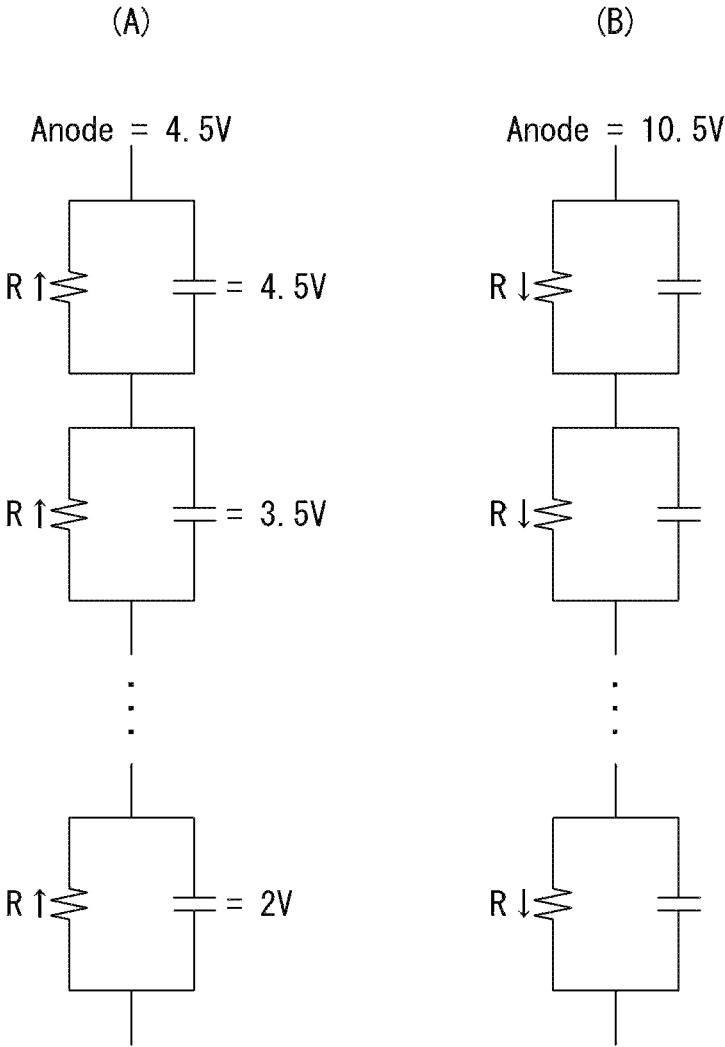 (A)
Anode = 4.5V
R↑
= 4.5V
R↑
= 3.5V
R↑
= 2V
(B)
Anode = 10.5V
R↓
R↓
R↓